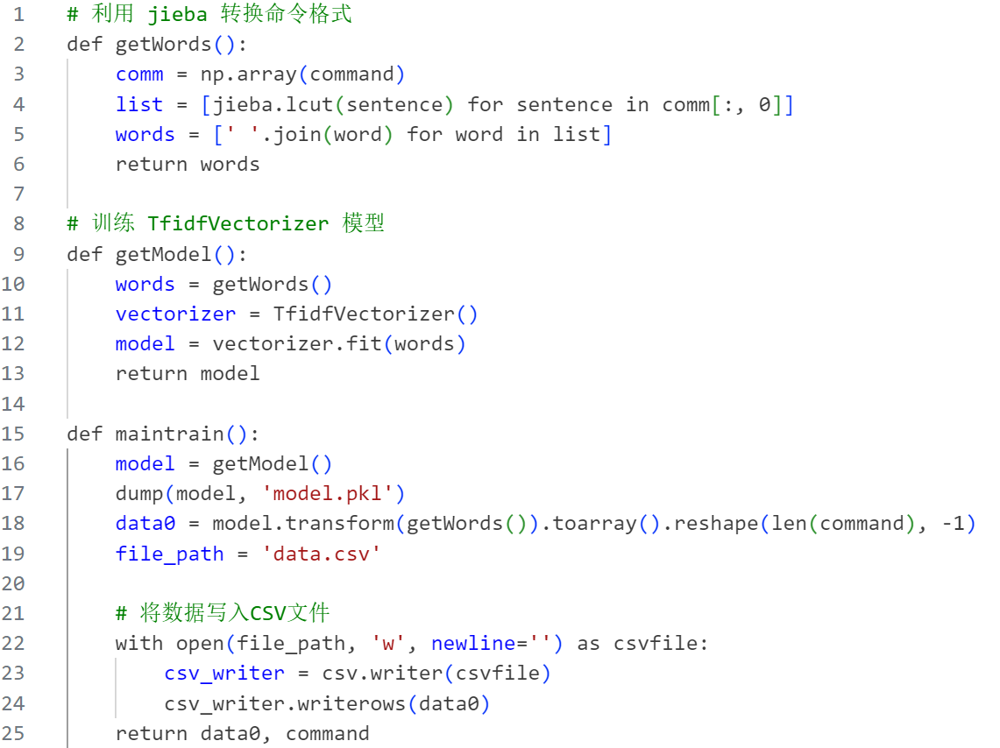 1 # 利用 jieba 转换命令格式
2 def getWords():
3     comm = np.array(command)
4     list = [jieba.lcut(sentence) for sentence in comm[:, 0]]
5     words = [' '.join(word) for word in list]
6     return words
7
8 # 训练 TfidfVectorizer 模型
9 def getModel():
10     words = getWords()
11     vectorizer = TfidfVectorizer()
12     model = vectorizer.fit(words)
13     return model
14
15 def maintrain():
16     model = getModel()
17     dump(model, 'model.pkl')
18     data0 = model.transform(getWords()).toarray().reshape(len(command), -1)
19     file_path = 'data.csv'
20
21     # 将数据写入CSV文件
22     with open(file_path, 'w', newline='') as csvfile:
23         csv_writer = csv.writer(csvfile)
24         csv_writer.writerows(data0)
25     return data0, command